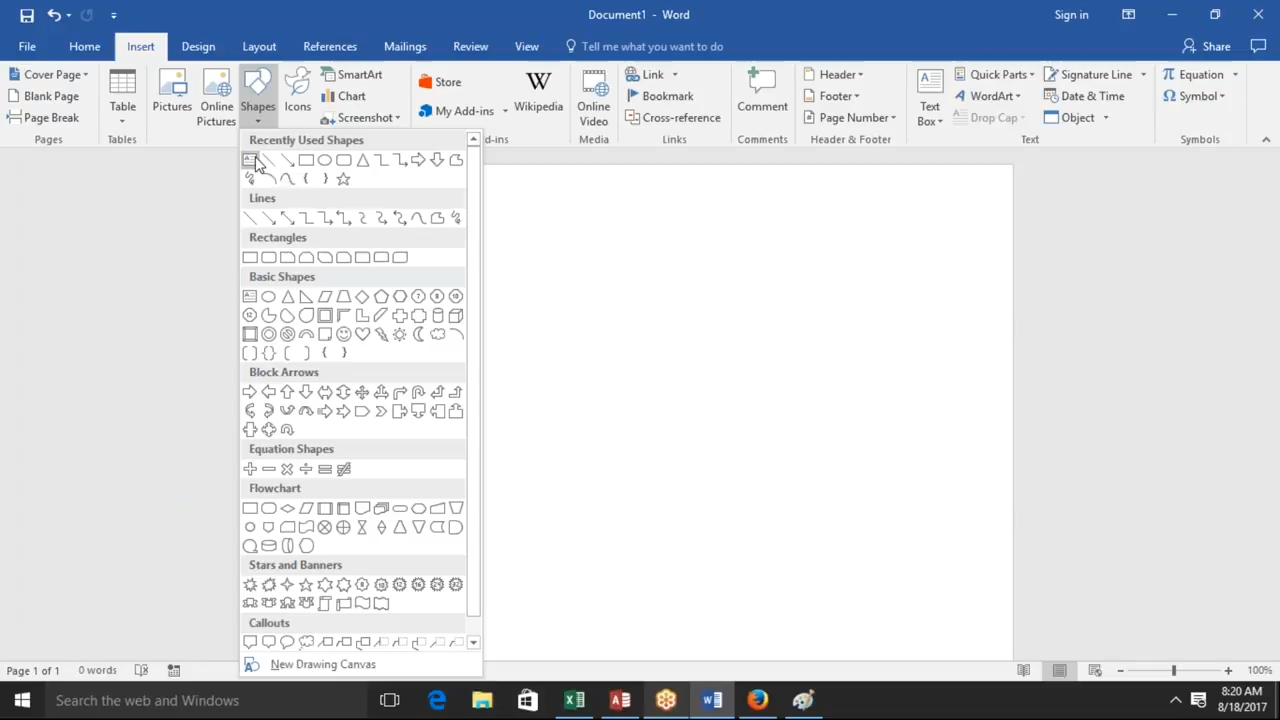 Document1 - Word
Sign in
File Home Insert Design Layout References Mailings Review View Tell me what you want to do Share
Cover Page
Blank Page
Page Break
Pages
Table
Tables
Pictures
Online
Pictures
Shapes
Icons
SmartArt
Chart
Screenshot
Store
My Add-ins
Wikipedia
d-ins
Online
Video
Media
Link
Bookmark
Cross-reference
Links
Comment
Comments
Header
Footer
Page Number
Header & Footer
Text
Box
Quick Parts
WordArt
Drop Cap
Signature Line
Date & Time
Object
Text
Equation
Symbol
Symbols
Recently Used Shapes
Lines
Rectangles
Basic Shapes
Block Arrows
Equation Shapes
Flowchart
Stars and Banners
Callouts
New Drawing Canvas
Page 1 of 1 0 words
100%
Search the web and Windows
8:20 AM
8/18/2017